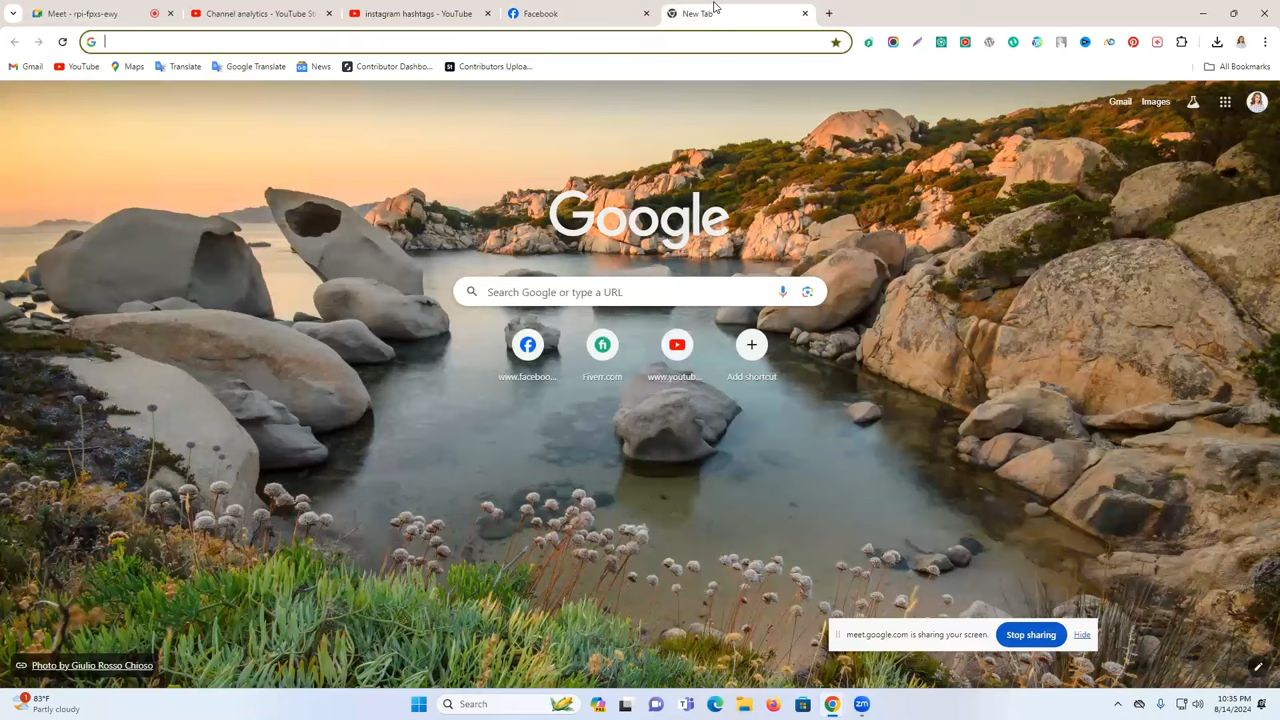 Meet - rpi-fpxs-ewy
Channel analytics - YouTube St
instagram hashtags - YouTube
Facebook
New Tab
Gmail
YouTube
Maps
Translate
Google Translate
News
Contributor Dashbo...
Contributors Uploa...
All Bookmarks
Gmail
Images
Google
Search Google or type a URL
www.faceboo...
Fiverr.com
www.youtub...
Add shortcut
meet.google.com is sharing your screen.
Stop sharing
Hide
Photo by Giulio Rosso Chioso
83°F
Partly cloudy
Search
10:35 PM
8/14/2024